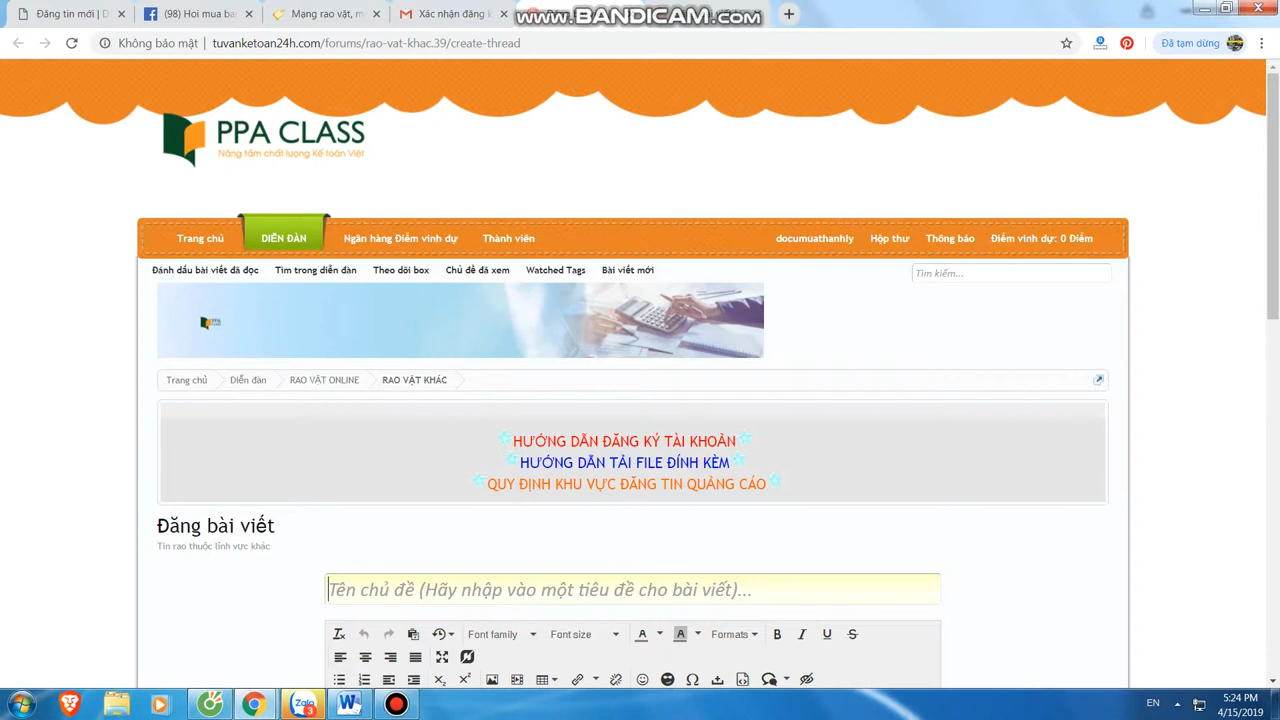 Đăng tin mới | D
(98) Hoi mua ba
Mạng rao vặt, m
Xác nhận đăng k
www.BANDICAM.com
Không bảo mật
tuvanketoan24h.com/forums/rao-vat-khac.39/create-thread
Đã tạm dừng
PPA CLASS
Nâng tầm chất lượng Kế toán Việt
Trang chủ
DIỄN ĐÀN
Ngân hàng Điểm vinh dự
Thành viên
documuathanhly
Hộp thư
Thông báo
Điểm vinh dự: 0 Điểm
Đánh dấu bài viết đã đọc
Tìm trong diễn đàn
Theo dõi box
Chủ đề đã xem
Watched Tags
Bài viết mới
Tìm kiếm...
Trang chủ
Diễn đàn
RAO VẶT ONLINE
RAO VẶT KHÁC
HƯỚNG DẪN ĐĂNG KÝ TÀI KHOẢN
HƯỚNG DẪN TẢI FILE ĐÍNH KÈM
QUY ĐỊNH KHU VỰC ĐĂNG TIN QUẢNG CÁO
Đăng bài viết
Tin rao thuộc lĩnh vực khác
Tên chủ đề (Hãy nhập vào một tiêu đề cho bài viết)...
Font family
Font size
A
A
Formats
B
I
U
S
Zalo
3
EN
5:24 PM
4/15/2019